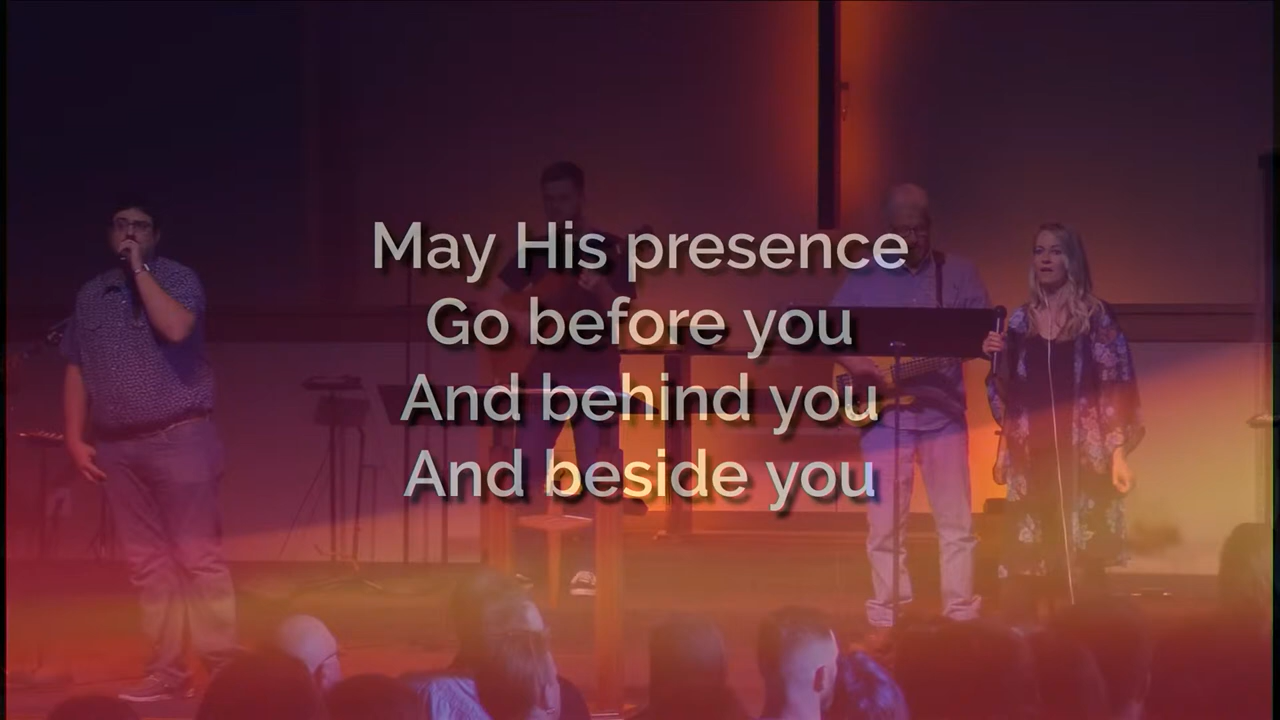 May His presence
Go before you
And behind you
And beside you